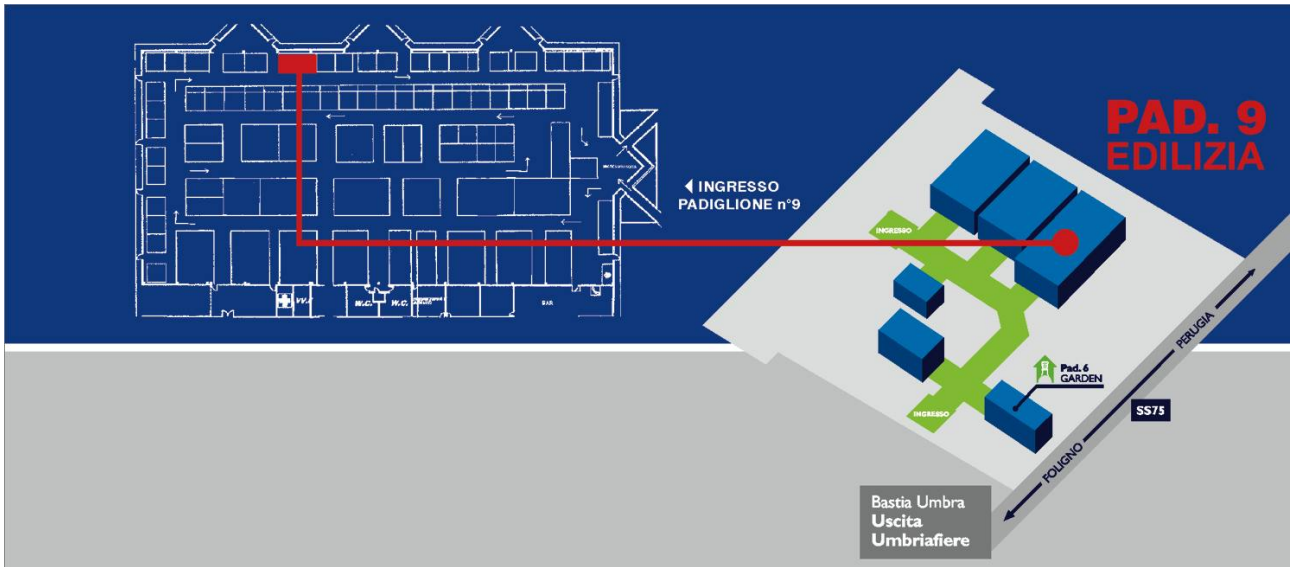 PAD. 9
EDILIZIA
INGRESSO
PADIGLIONE n°9
INGRESSO
PERUGIA
Pad. 6
GARDEN
SS75
INGRESSO
FOLIGNO
Bastia Umbra
Uscita
Umbriafiere
W.C.
W.C.
BAR